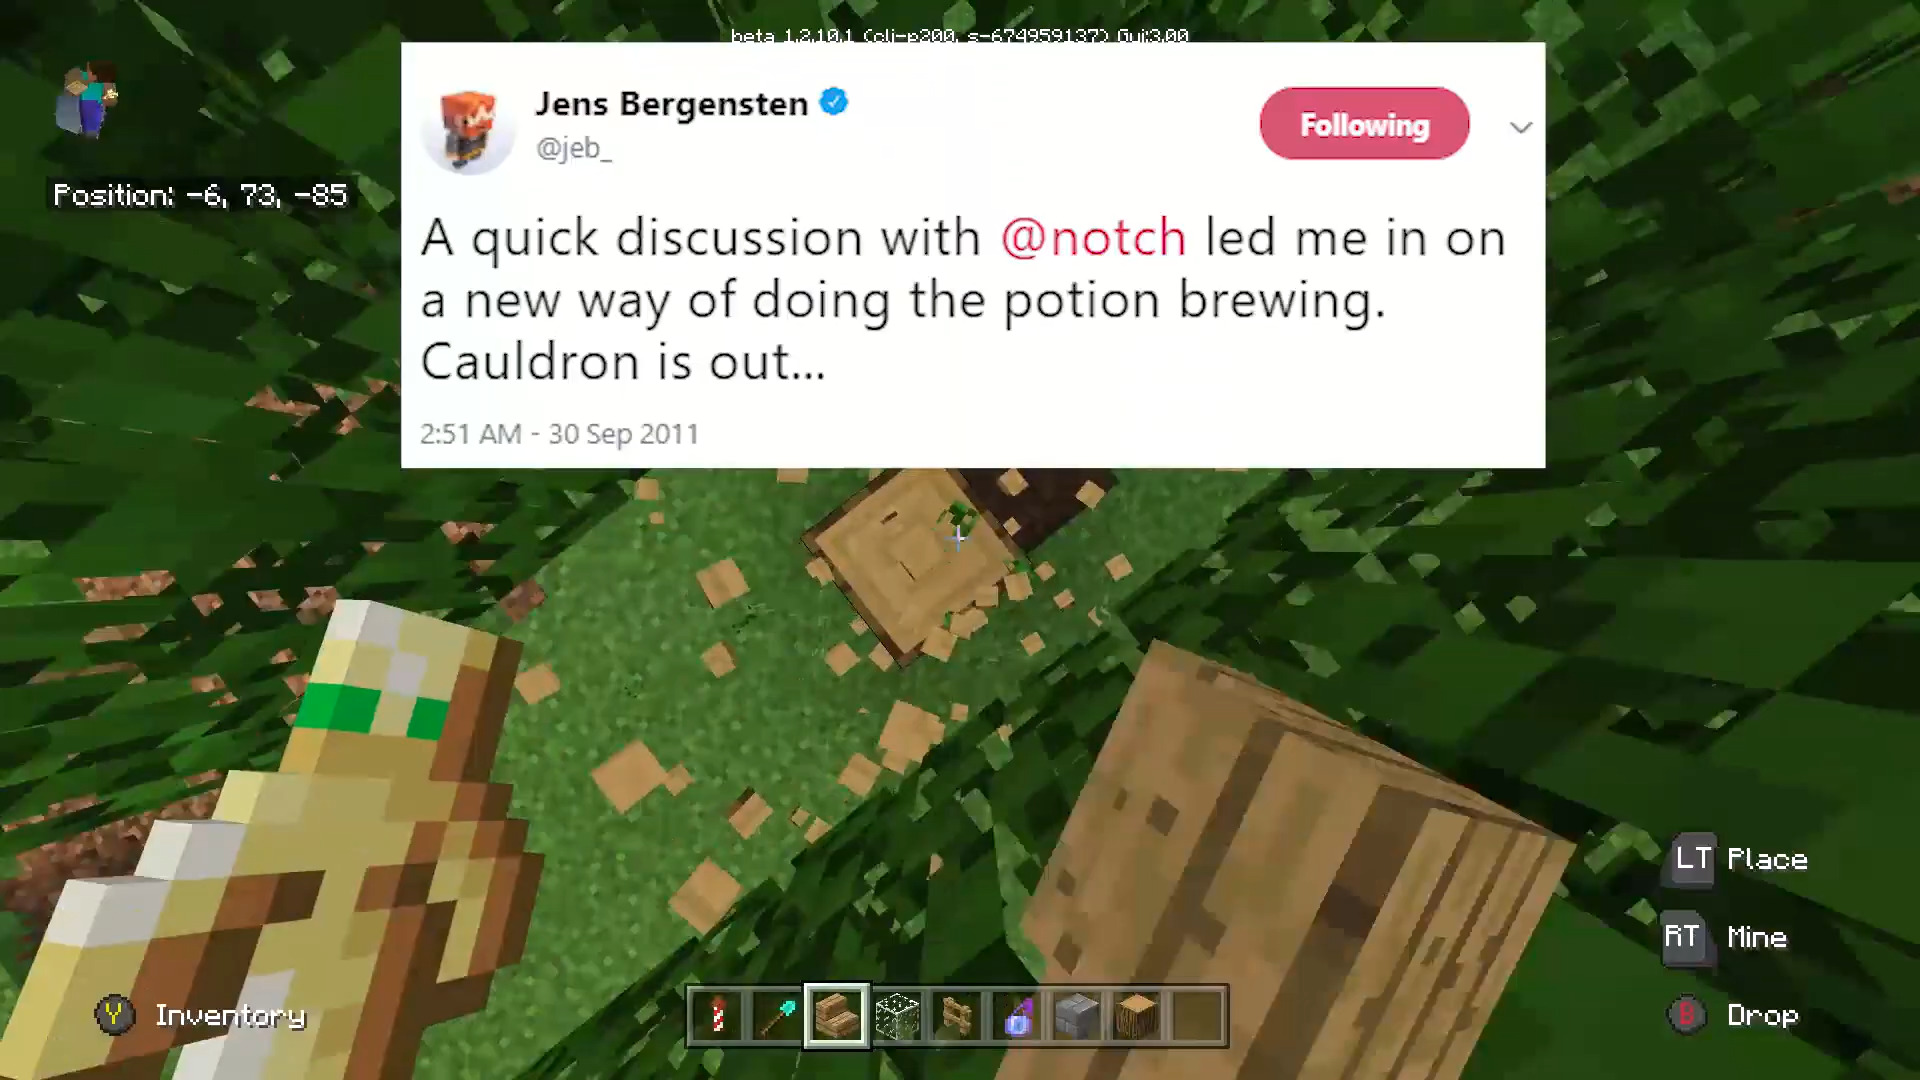 beta 1.2.10.1 (cli-p200, s-674959137) Gui:3.00
Jens Bergensten
@jeb_
Following
Position: -6, 73, -85
A quick discussion with @notch led me in on
a new way of doing the potion brewing.
Cauldron is out...
2:51 AM - 30 Sep 2011
LT Place
RT Mine
Y Inventory
B Drop